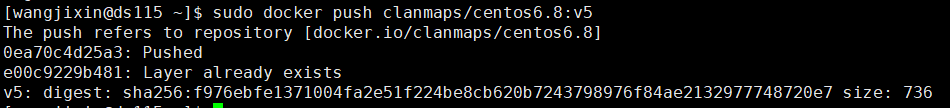 [wangjixin@ds115 ~]$ sudo docker push clanmaps/centos6.8:v5
The push refers to repository [docker.io/clanmaps/centos6.8]
0ea70c4d25a3: Pushed
e00c9229b481: Layer already exists
v5: digest: sha256:f976ebfe1371004fa2e51f224be8cb620b7243798976f84ae2132977748720e7 size: 736